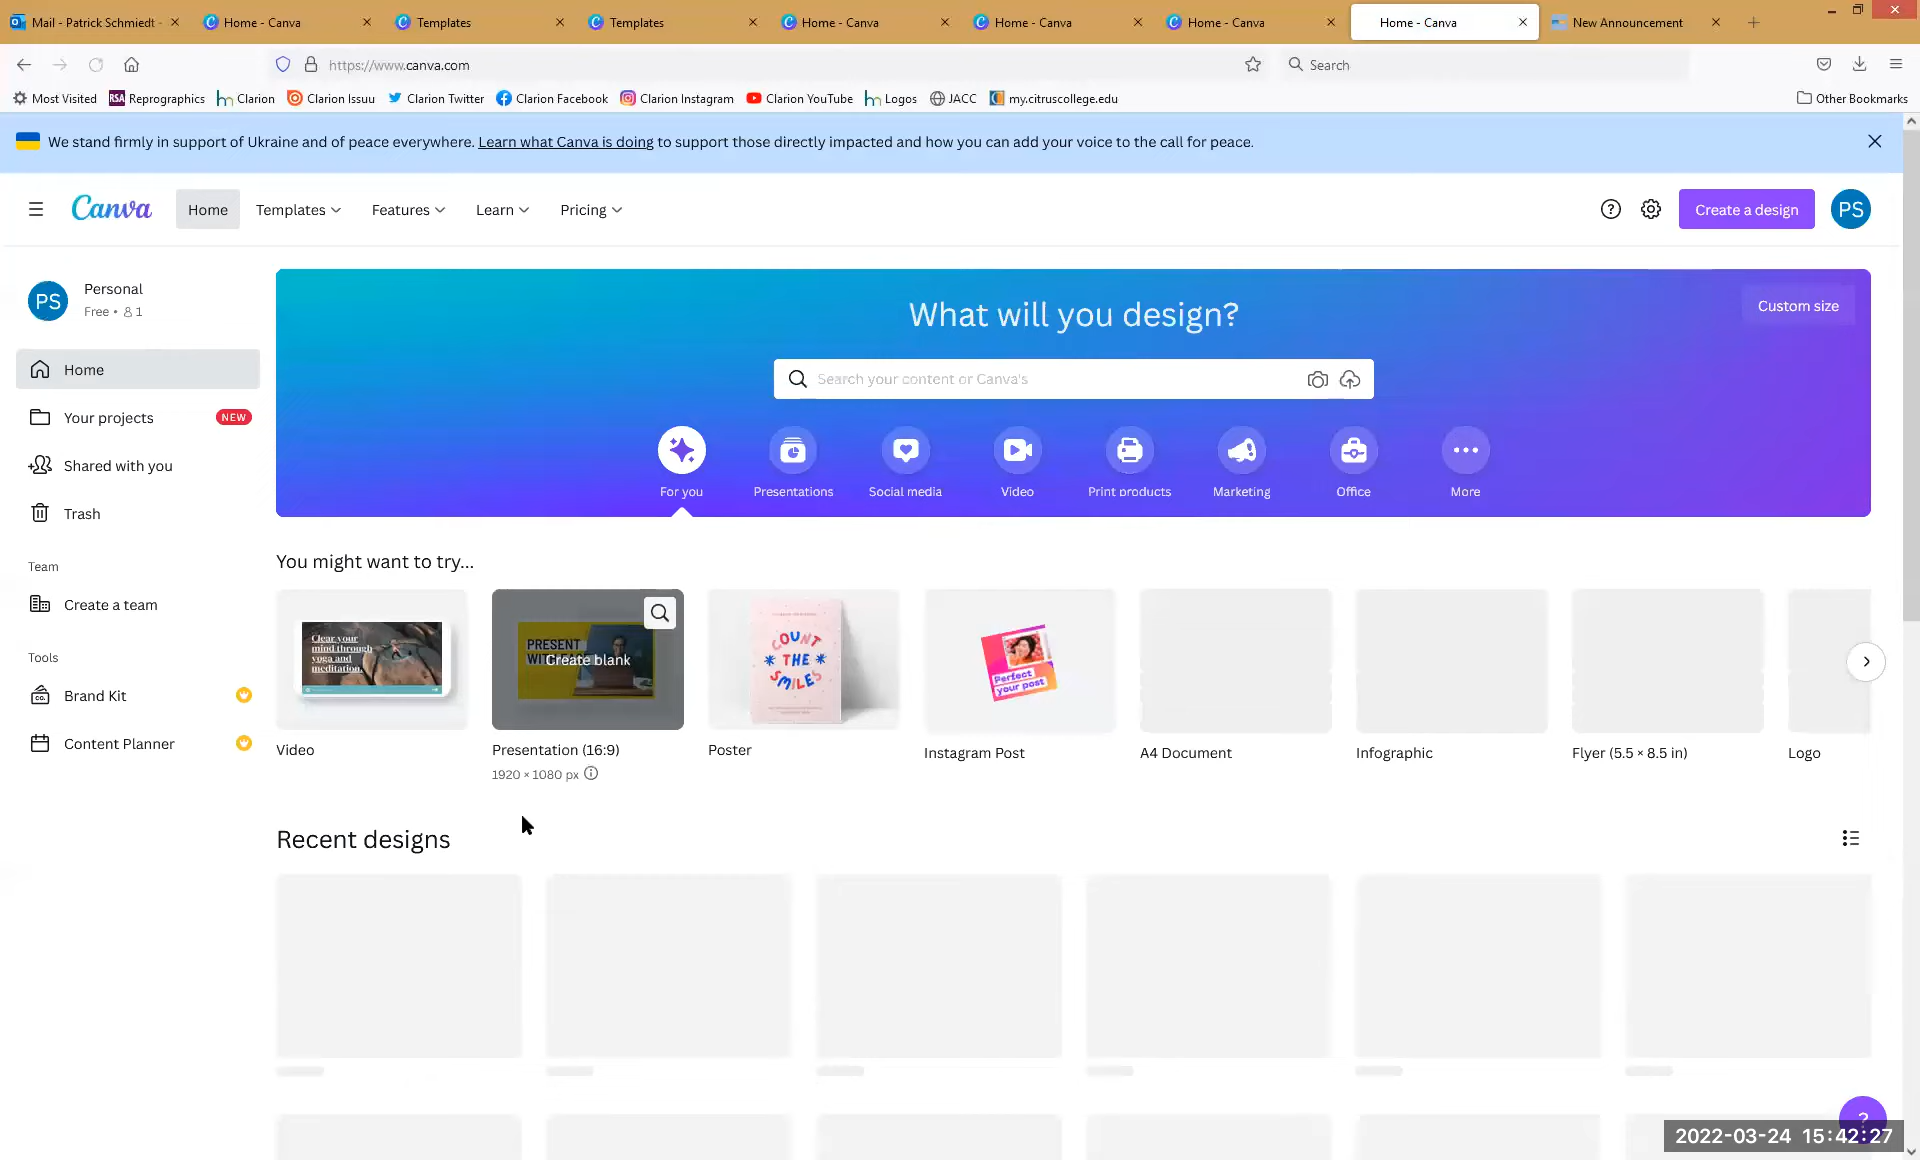 Mail - Patrick Schmiedt -
Home - Canva
Templates
Templates
Home - Canva
Home - Canva
Home - Canva
Home - Canva
New Announcement
https://www.canva.com
Search
Most Visited
RSA Reprographics
Clarion
Clarion Issuu
Clarion Twitter
Clarion Facebook
Clarion Instagram
Clarion YouTube
Logos
JACC
my.citruscollege.edu
Other Bookmarks
We stand firmly in support of Ukraine and of peace everywhere. Learn what Canva is doing to support those directly impacted and how you can add your voice to the call for peace.
Canva
Home
Templates
Features
Learn
Pricing
Create a design
PS
PS
Personal
Free • 1
Home
Your projects
NEW
Shared with you
Trash
Team
Create a team
Tools
Brand Kit
Content Planner
What will you design?
Custom size
Search your content or Canva's
For you
Presentations
Social media
Video
Print products
Marketing
Office
More
You might want to try...
Clear your
mind through
yoga and
meditation.
Create blank
COUNT
THE
SMILES
Perfect
your post
Video
Presentation (16:9)
1920 × 1080 px
Poster
Instagram Post
A4 Document
Infographic
Flyer (5.5 × 8.5 in)
Logo
Recent designs
?
2022-03-24 15:42:27